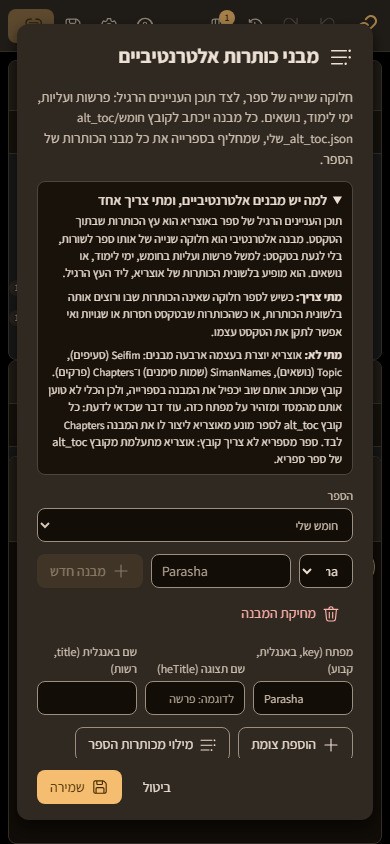 1
מבני כותרות אלטרנטיביים
חלוקה שנייה של ספר, לצד תוכן העניינים הרגיל: פרשות ועליות,
ימי לימוד, נושאים. כל מבנה ייכתב לקובץ חומש/alt_toc
שלי_alt_toc.json, שמחליף בספרייה את כל מבני הכותרות של
הספר.
▼ למה יש מבנים אלטרנטיביים, ומתי צריך אחד
תוכן העניינים הרגיל של ספר באוצריא הוא עץ הכותרות שבתוך
הטקסט. מבנה אלטרנטיבי הוא חלוקה שנייה של אותו ספר לשורות,
בלי לגעת בטקסט: למשל פרשות ועליות בחומש, ימי לימוד, או
נושאים. הוא מופיע בלשונית הכותרות של אוצריא, ליד העץ הרגיל.
מתי צריך: כשיש לספר חלוקה שאינה הכותרות שבו ורוצים אותה
בלשונית הכותרות, או כשהכותרות שבטקסט חסרות או שגויות ואי
אפשר לתקן את הטקסט עצמו.
מתי לא: אוצריא יוצרת בעצמה ארבעה מבנים: Seifim (סעיפים),
Topic (נושאים), SimanNames (שמות סימנים) ו־Chapters (פרקים).
קובץ שכותב אותם שוב יכפיל את המבנה בספרייה, ולכן הכלי לא טוען
אותם מהמסד ומזהיר על מפתח כזה. עוד דבר שכדאי לדעת: כל
קובץ alt_toc לספר מונע מאוצריא ליצור לו את המבנה Chapters
לבד. ספר מספריא לא צריך קובץ: אוצריא מתעלמת מקובץ alt_toc
של ספר ספריא.
הספר
חומש שלי
Parasha
מבנה חדש
מחיקת המבנה
מפתח (key, באנגלית,
קבוע)
שם תצוגה (heTitle)
שם באנגלית (title,
רשות)
Parasha
לדוגמה: פרשה
הוספת צומת
מילוי מכותרות הספר
ביטול
שמירה